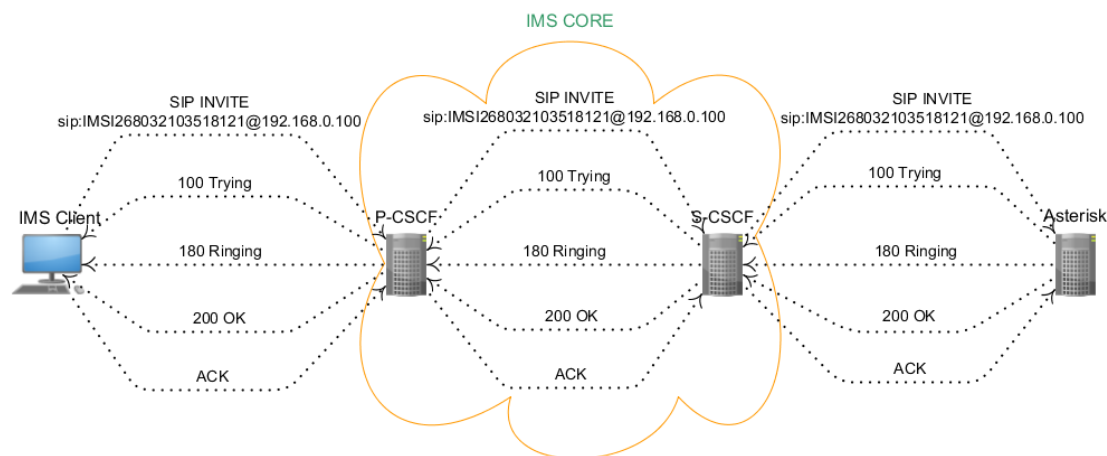 IMS CORE
SIP INVITE
sip:IMSI268032103518121@192.168.0.100
SIP INVITE
sip:IMSI268032103518121@192.168.0.100
SIP INVITE
sip:IMSI268032103518121@192.168.0.100
100 Trying
100 Trying
100 Trying
IMS Client
P-CSCF
S-CSCF
Asterisk
180 Ringing
180 Ringing
180 Ringing
200 OK
200 OK
200 OK
ACK
ACK
ACK